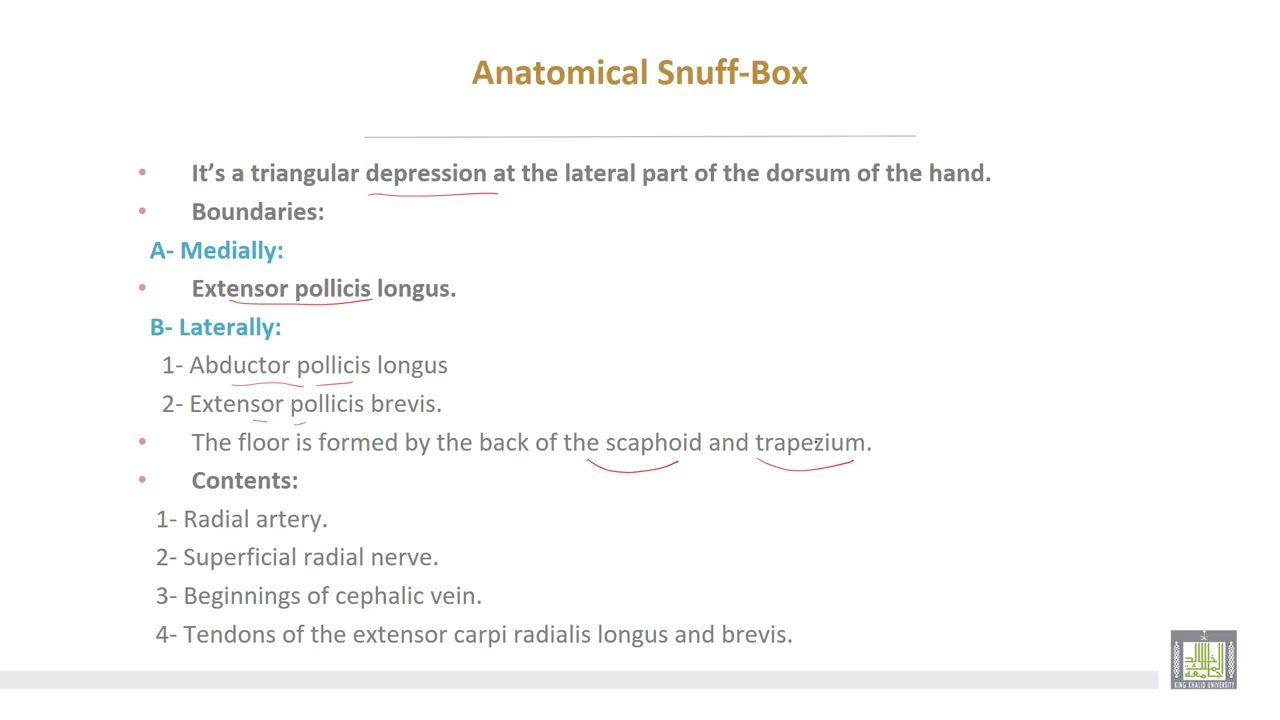 Anatomical Snuff-Box
• It's a triangular depression at the lateral part of the dorsum of the hand.
• Boundaries:
A- Medially:
• Extensor pollicis longus.
B- Laterally:
1- Abductor pollicis longus
2- Extensor pollicis brevis.
• The floor is formed by the back of the scaphoid and trapezium.
• Contents:
1- Radial artery.
2- Superficial radial nerve.
3- Beginnings of cephalic vein.
4- Tendons of the extensor carpi radialis longus and brevis.
KING KHALID UNIVERSITY